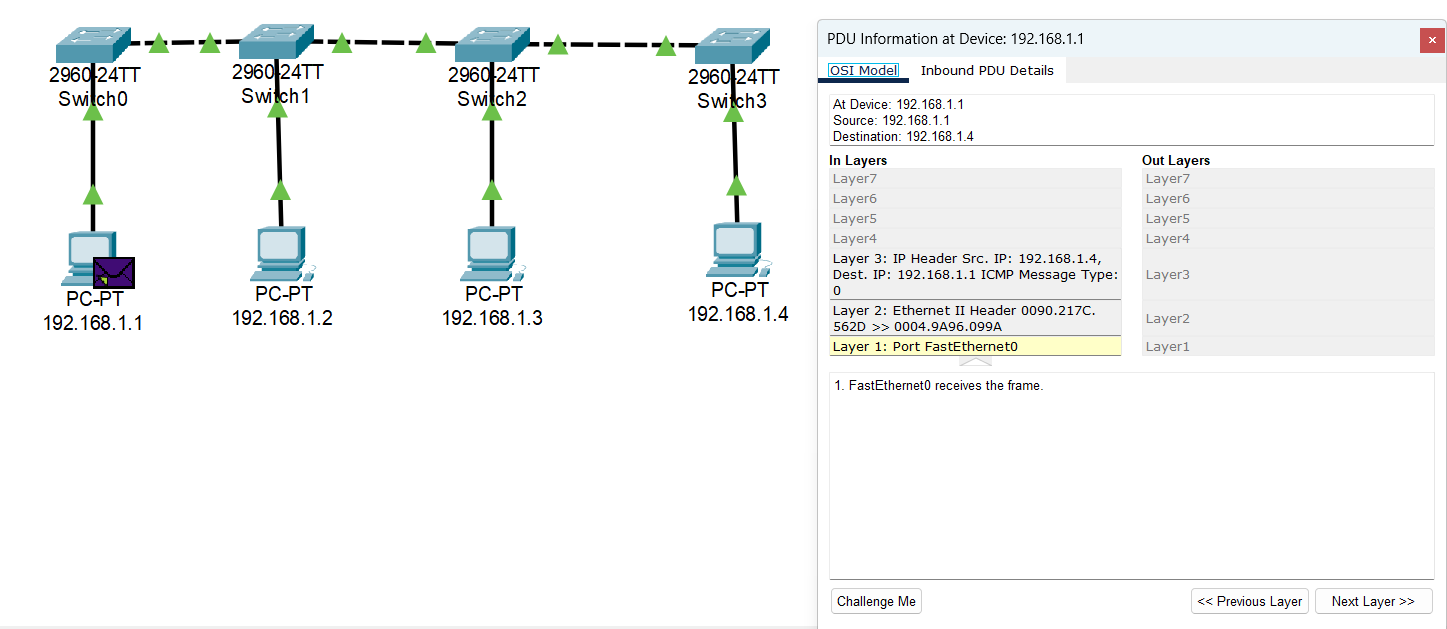 2960-24TT
Switch0
2960-24TT
Switch1
2960-24TT
Switch2
2960-24TT
Switch3
PC-PT
192.168.1.1
PC-PT
192.168.1.2
PC-PT
192.168.1.3
PC-PT
192.168.1.4
PDU Information at Device: 192.168.1.1
OSI Model
Inbound PDU Details
At Device: 192.168.1.1
Source: 192.168.1.1
Destination: 192.168.1.4
In Layers
Layer7
Layer6
Layer5
Layer4
Layer 3: IP Header Src. IP: 192.168.1.4,
Dest. IP: 192.168.1.1 ICMP Message Type:
0
Layer 2: Ethernet II Header 0090.217C.
562D >> 0004.9A96.099A
Layer 1: Port FastEthernet0
Out Layers
Layer7
Layer6
Layer5
Layer4
Layer3
Layer2
Layer1
1. FastEthernet0 receives the frame.
Challenge Me
<< Previous Layer
Next Layer >>